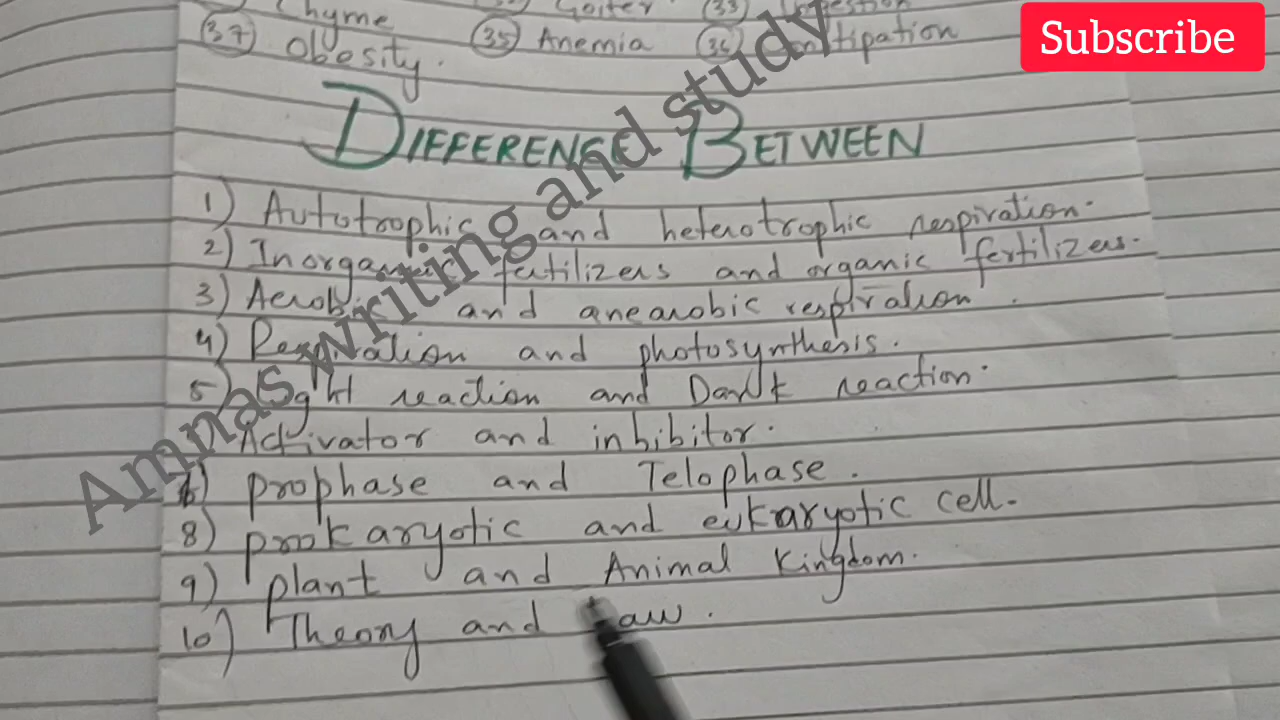 Chyme Goiter (33)
(37) Obesity. (35) Anemia (36)
Subscribe
DIFFERENCE BETWEEN
1) Autotrophic and heterotrophic respiration.
2) Inorganic fertilizers and organic fertilizers.
3) Aerobic and anearobic respiration.
4) Respiration and photosynthesis.
5) Light reaction and Dark reaction.
Activator and inhibitor.
prophase and Telophase.
8) prokaryotic and eukaryotic cell.
9) plant and Animal Kingdom.
10) Theory and Law.
Amnas writing and study